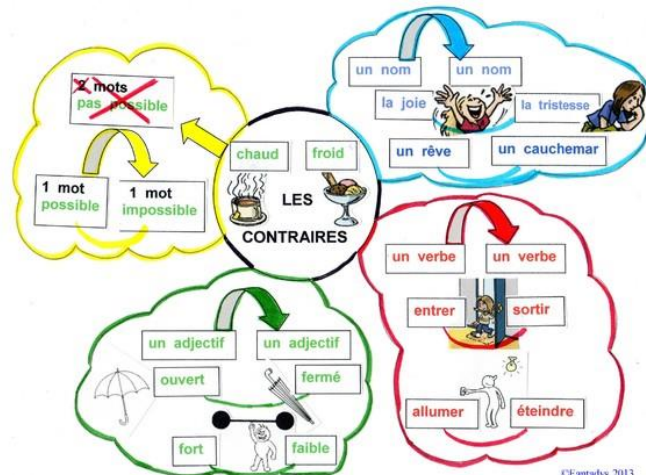 2 mots
pas possible
1 mot
possible
1 mot
impossible
chaud
froid
LES
CONTRAIRES
un nom
un nom
la joie
la tristesse
un rêve
un cauchemar
un verbe
un verbe
entrer
sortir
allumer
éteindre
un adjectif
un adjectif
ouvert
fermé
fort
faible
©Fantadys 2013